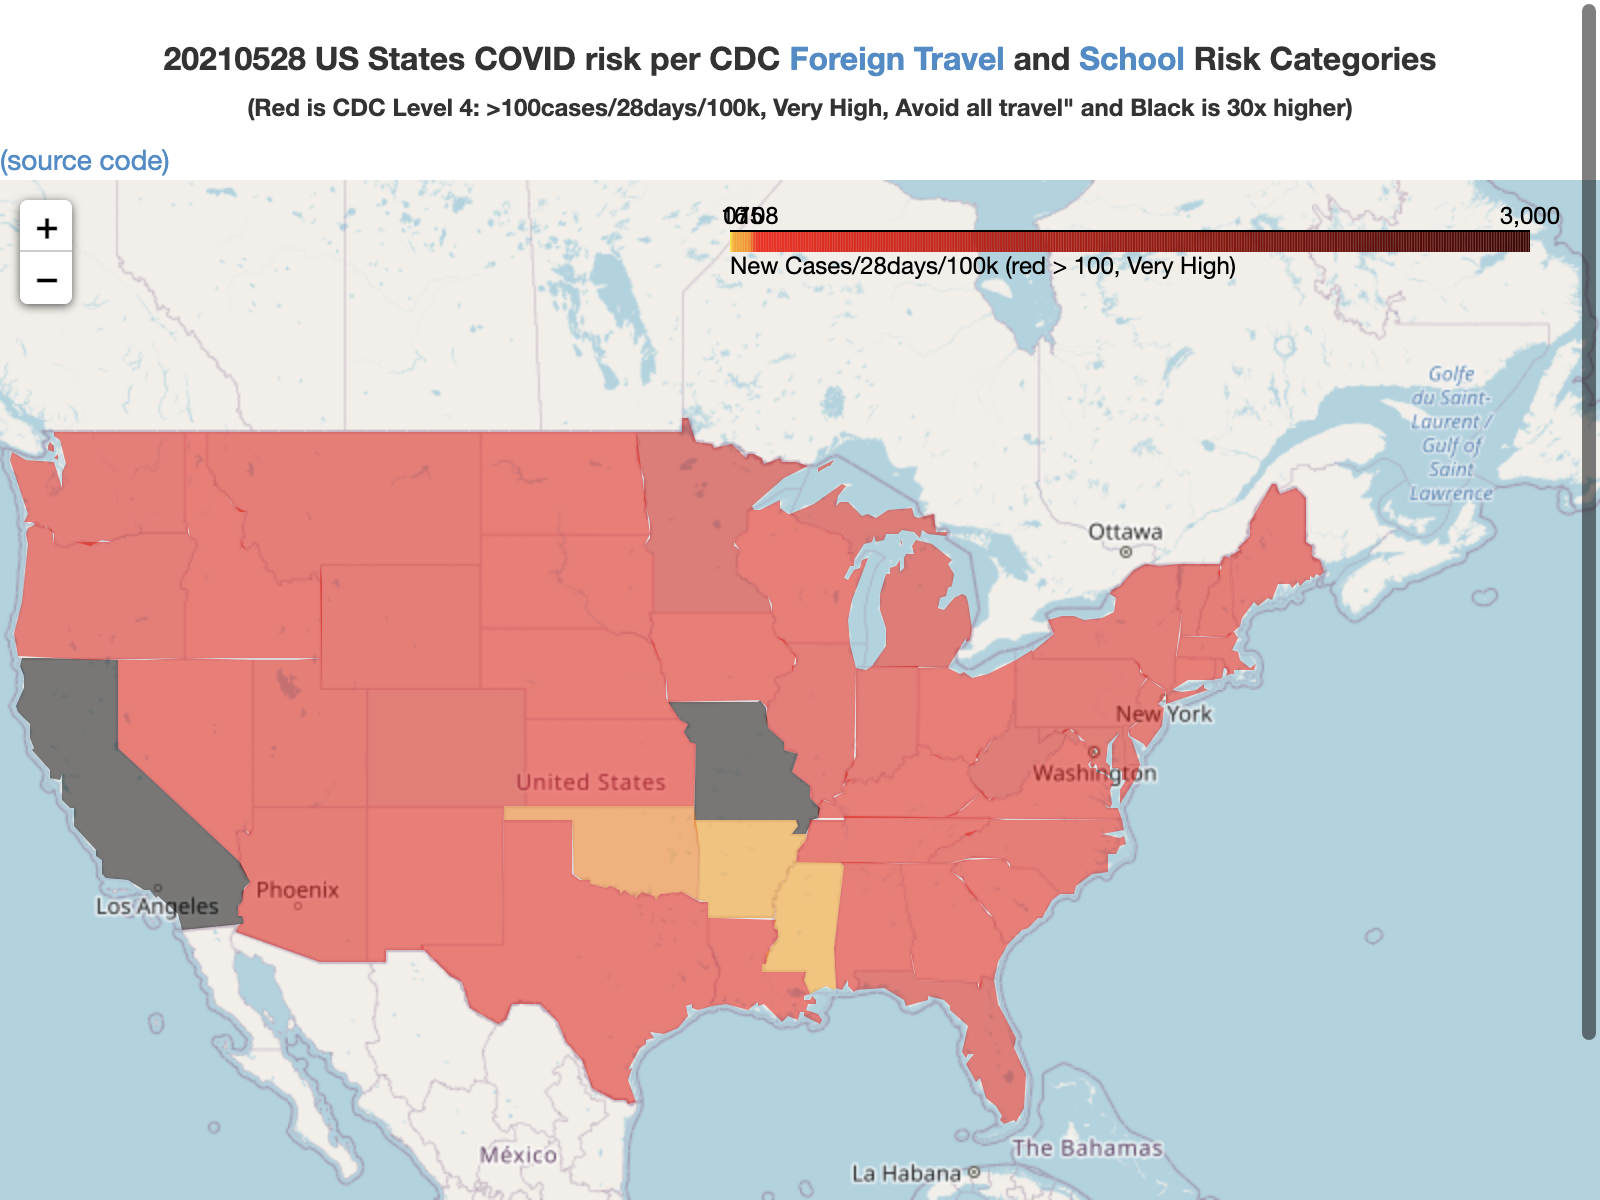 20210528 US States COVID risk per CDC Foreign Travel and School Risk Categories
(Red is CDC Level 4: >100cases/28days/100k, Very High, Avoid all travel" and Black is 30x higher)
(source code)
+
−
3,000
New Cases/28days/100k (red > 100, Very High)
Golfe
du Saint-
Laurent /
Gulf of
Saint
Lawrence
Ottawa
New York
Washington
United States
Phoenix
Los Angeles
The Bahamas
México
La Habana